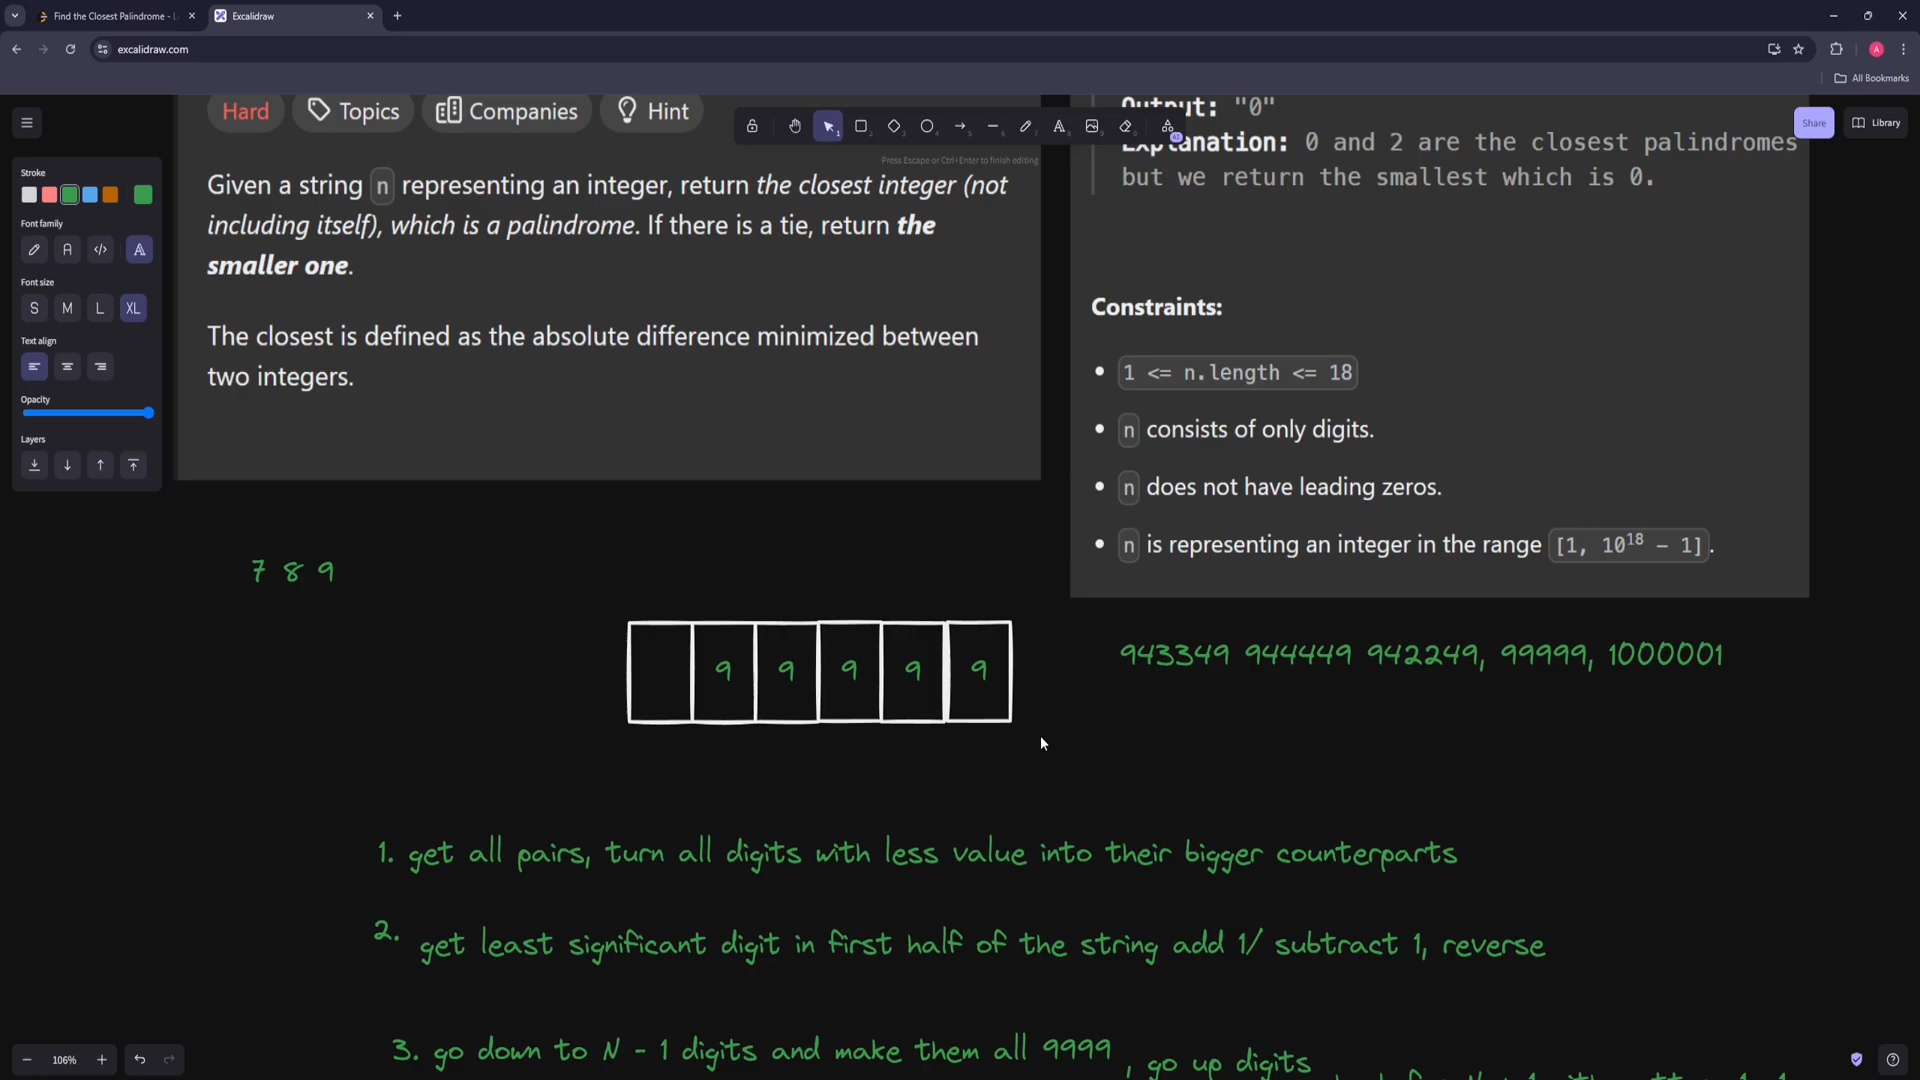 Find the Closest Palindrome - L
Excalidraw
excalidraw.com
A
All Bookmarks
Hard
Topics
Companies
Hint
Press Escape or Ctrl+Enter to finish editing
Share
Library
Stroke
Font family
Font size
S M L XL
Text align
Opacity
Layers
Given a string n representing an integer, return the closest integer (not
including itself), which is a palindrome. If there is a tie, return the
smaller one.
The closest is defined as the absolute difference minimized between
two integers.
Output: "0"
Explanation: 0 and 2 are the closest palindromes
but we return the smallest which is 0.
Constraints:
1 <= n.length <= 18
n consists of only digits.
n does not have leading zeros.
n is representing an integer in the range [1, 10^18 - 1].
7 8 9
9 9 9 9 9
943349 944449 942249, 99999, 1000001
1. get all pairs, turn all digits with less value into their bigger counterparts
2. get least significant digit in first half of the string add 1/ subtract 1, reverse
3. go down to N - 1 digits and make them all 9999
, go up digits
106%